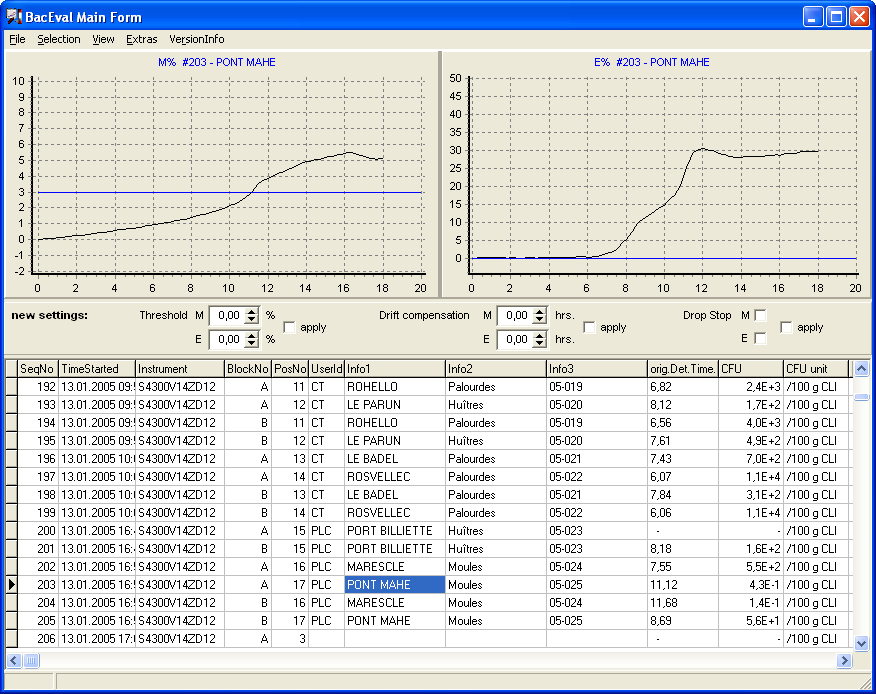 BacEval Main Form
File Selection View Extras VersionInfo
M% #203 - PONT MAHE
10
9
8
7
6
5
4
3
2
1
0
-1
-2
0 2 4 6 8 10 12 14 16 18 20
E% #203 - PONT MAHE
50
45
40
35
30
25
20
15
10
5
0
0 2 4 6 8 10 12 14 16 18 20
new settings: Threshold M 0,00 % apply Drift compensation M 0,00 hrs. apply Drop Stop M apply
E 0,00 % E 0,00 hrs. E
SeqNo TimeStarted Instrument BlockNo PosNo UserId Info1 Info2 Info3 orig.Det.Time. CFU CFU unit
192 13.01.2005 09: S4300V14ZD12 A 11 CT ROHELLO Palourdes 05-019 6,82 2,4E+3 /100 g CLI
193 13.01.2005 09: S4300V14ZD12 A 12 CT LE PARUN Huîtres 05-020 8,12 1,7E+2 /100 g CLI
194 13.01.2005 09: S4300V14ZD12 B 11 CT ROHELLO Palourdes 05-019 6,56 4,0E+3 /100 g CLI
195 13.01.2005 09: S4300V14ZD12 B 12 CT LE PARUN Huîtres 05-020 7,61 4,9E+2 /100 g CLI
196 13.01.2005 10: S4300V14ZD12 A 13 CT LE BADEL Palourdes 05-021 7,43 7,0E+2 /100 g CLI
197 13.01.2005 10: S4300V14ZD12 A 14 CT ROSVELLEC Palourdes 05-022 6,07 1,1E+4 /100 g CLI
198 13.01.2005 10: S4300V14ZD12 B 13 CT LE BADEL Palourdes 05-021 7,84 3,1E+2 /100 g CLI
199 13.01.2005 10: S4300V14ZD12 B 14 CT ROSVELLEC Palourdes 05-022 6,06 1,1E+4 /100 g CLI
200 13.01.2005 16: S4300V14ZD12 A 15 PLC PORT BILLIETTE Huîtres 05-023 - - /100 g CLI
201 13.01.2005 16: S4300V14ZD12 B 15 PLC PORT BILLIETTE Huîtres 05-023 8,18 1,6E+2 /100 g CLI
202 13.01.2005 16: S4300V14ZD12 A 16 PLC MARESCLE Moules 05-024 7,55 5,5E+2 /100 g CLI
203 13.01.2005 16: S4300V14ZD12 A 17 PLC PONT MAHE Moules 05-025 11,12 4,3E-1 /100 g CLI
204 13.01.2005 16: S4300V14ZD12 B 16 PLC MARESCLE Moules 05-024 11,68 1,4E-1 /100 g CLI
205 13.01.2005 16: S4300V14ZD12 B 17 PLC PONT MAHE Moules 05-025 8,69 5,6E+1 /100 g CLI
206 13.01.2005 17: S4300V14ZD12 A 3 - - /100 g CLI